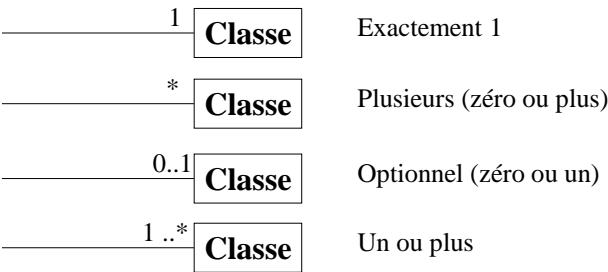 1 Classe Exactement 1
* Classe Plusieurs (zéro ou plus)
0..1 Classe Optionnel (zéro ou un)
1 ..* Classe Un ou plus